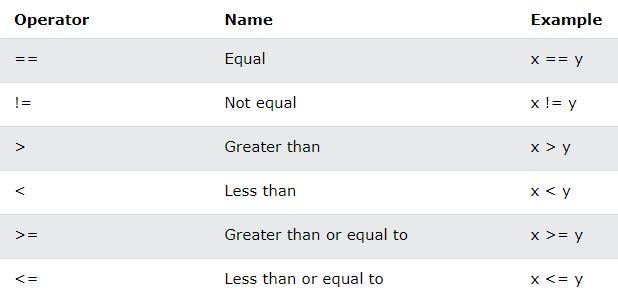 Operator Name Example
== Equal x == y
!= Not equal x != y
> Greater than x > y
< Less than x < y
>= Greater than or equal to x >= y
<= Less than or equal to x <= y